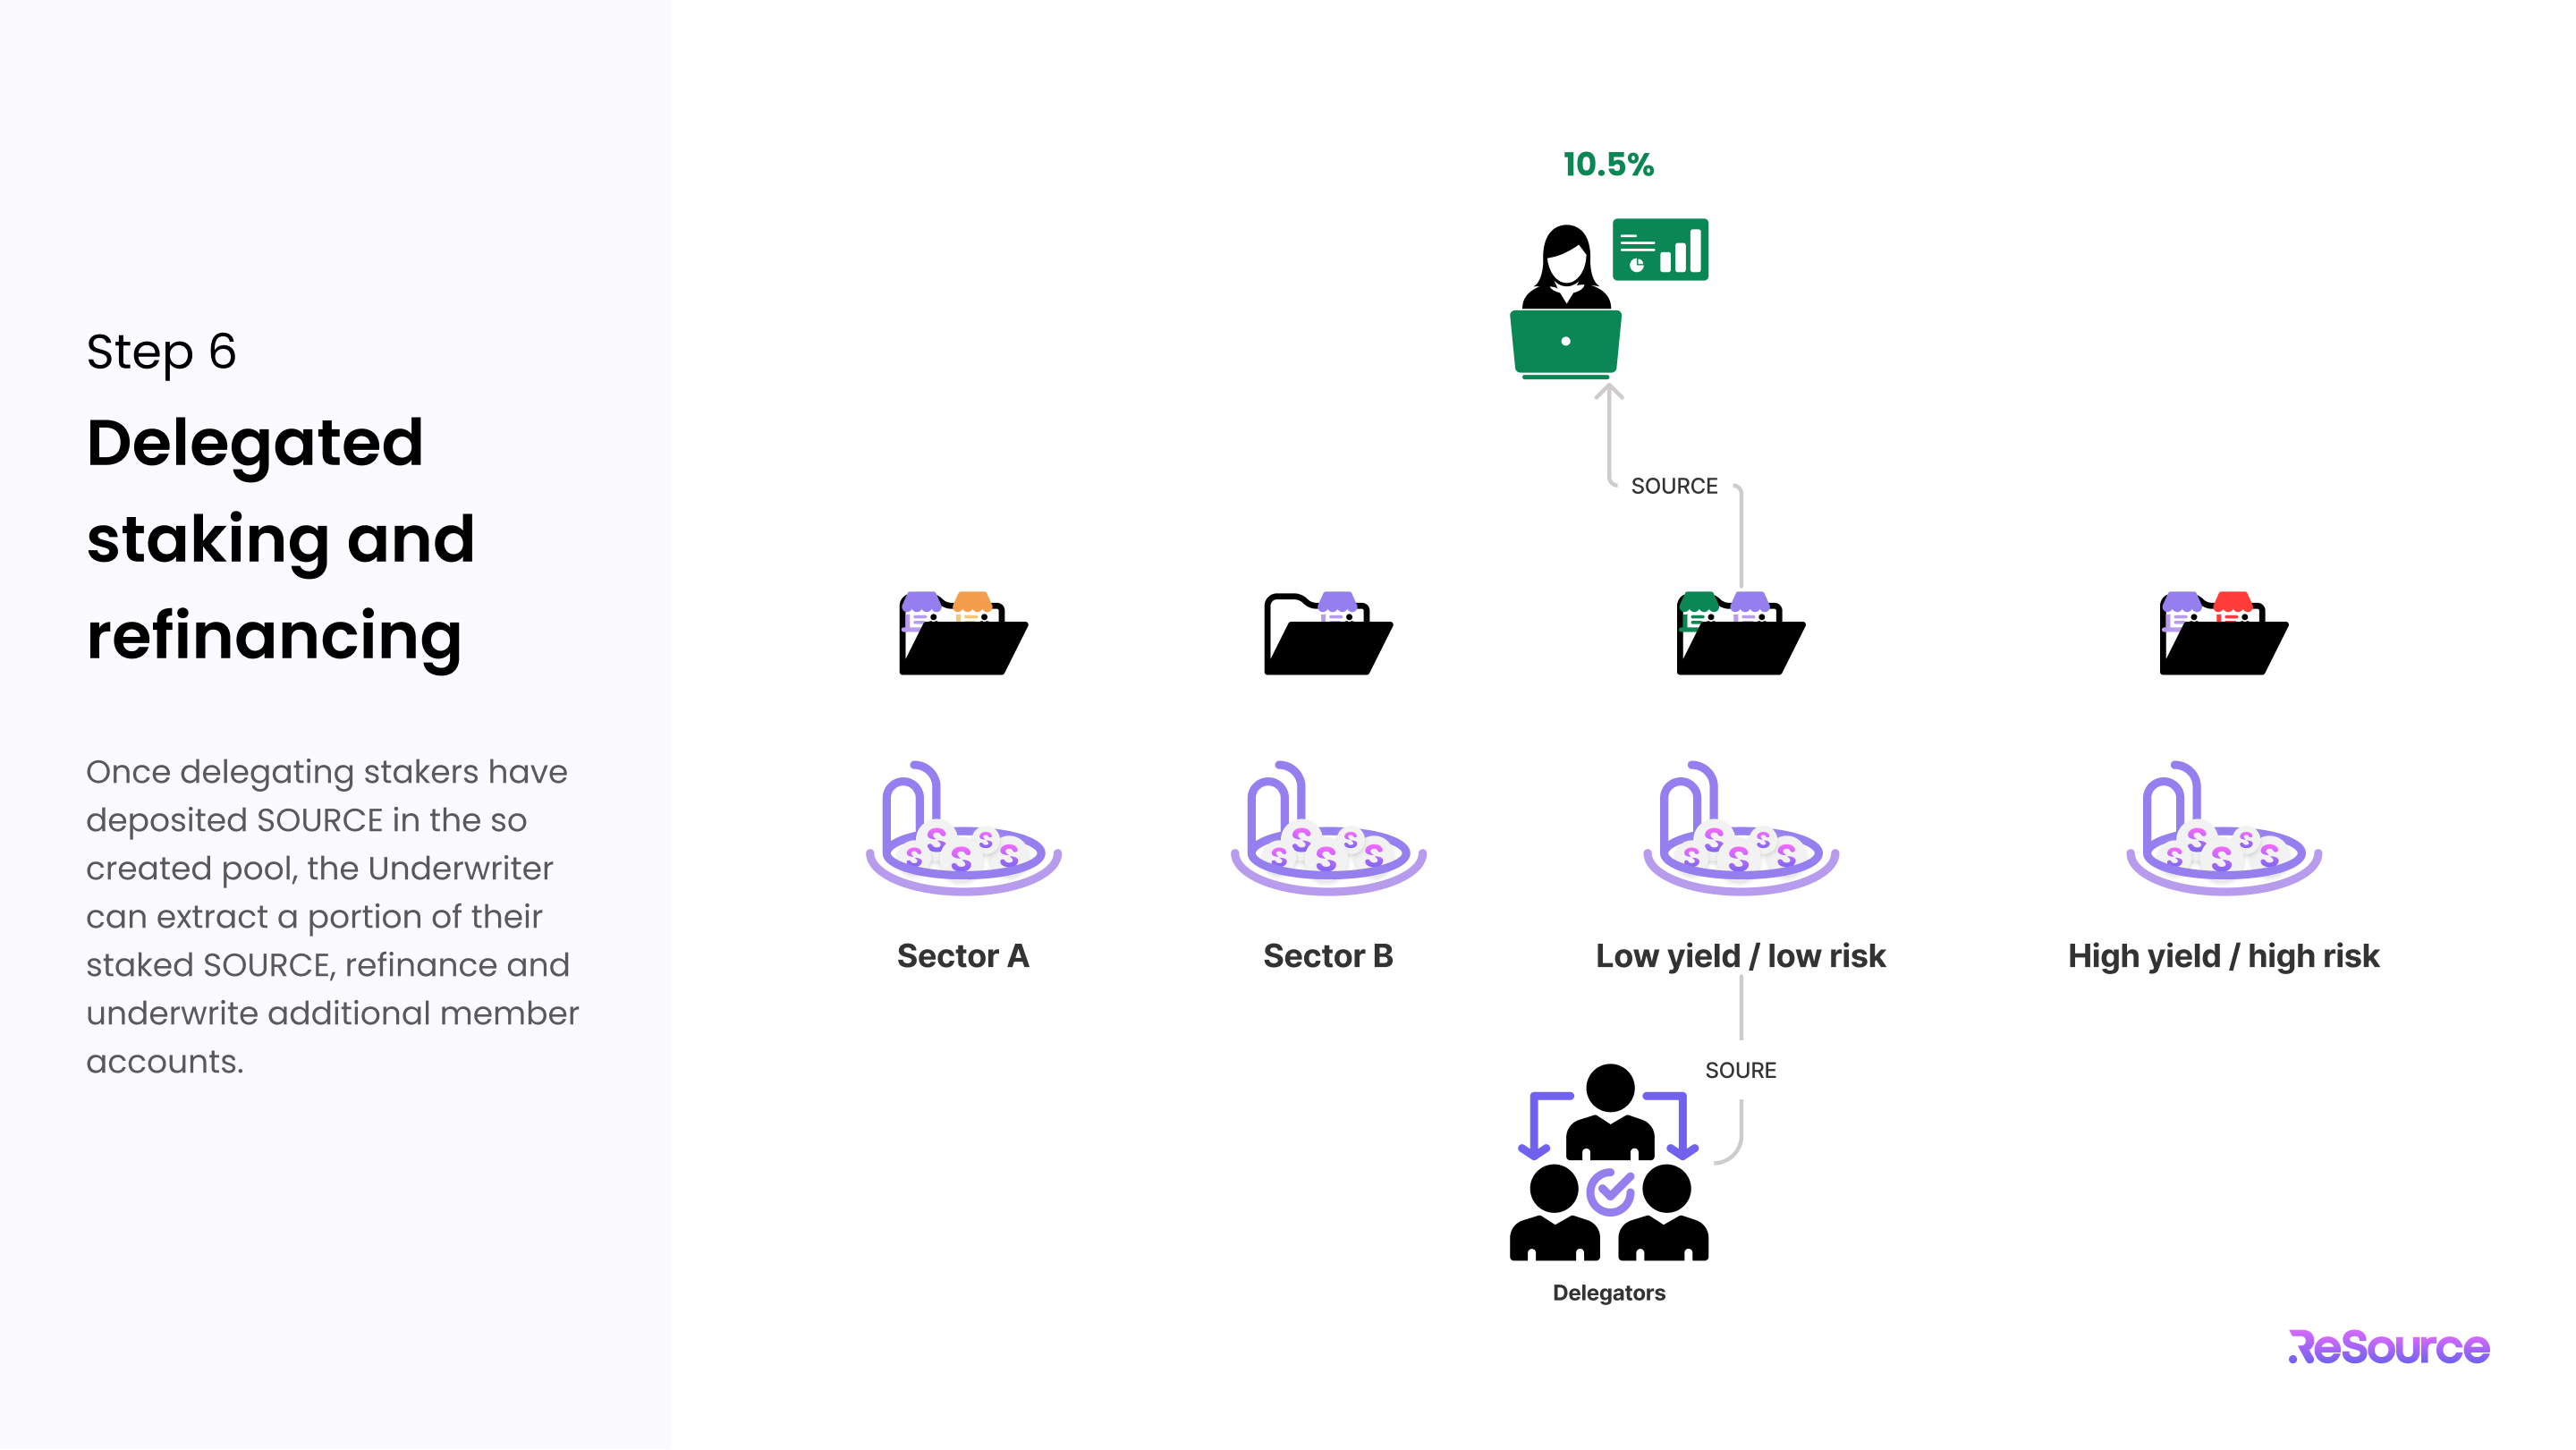 Step 6
Delegated
staking and
refinancing
Once delegating stakers have
deposited SOURCE in the so
created pool, the Underwriter
can extract a portion of their
staked SOURCE, refinance and
underwrite additional member
accounts.
10.5%
SOURCE
S S S S S
S S S S S
S S S S S
S S S S S
Sector A
Sector B
Low yield / low risk
High yield / high risk
SOURE
Delegators
ReSource